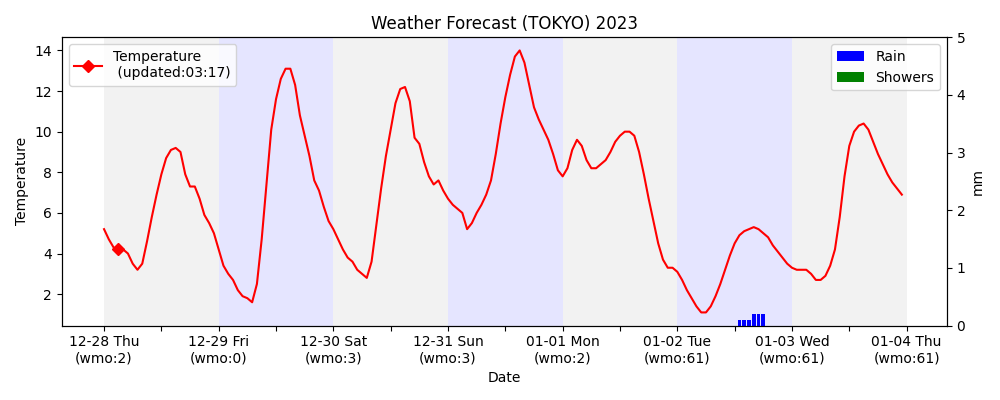 Weather Forecast (TOKYO) 2023
Temperature
(updated:03:17)
Rain
Showers
Temperature
14
12
10
8
6
4
2
5
4
3
2
1
0
mm
12-28 Thu
(wmo:2)
12-29 Fri
(wmo:0)
12-30 Sat
(wmo:3)
12-31 Sun
(wmo:3)
01-01 Mon
(wmo:2)
01-02 Tue
(wmo:61)
01-03 Wed
(wmo:61)
01-04 Thu
(wmo:61)
Date